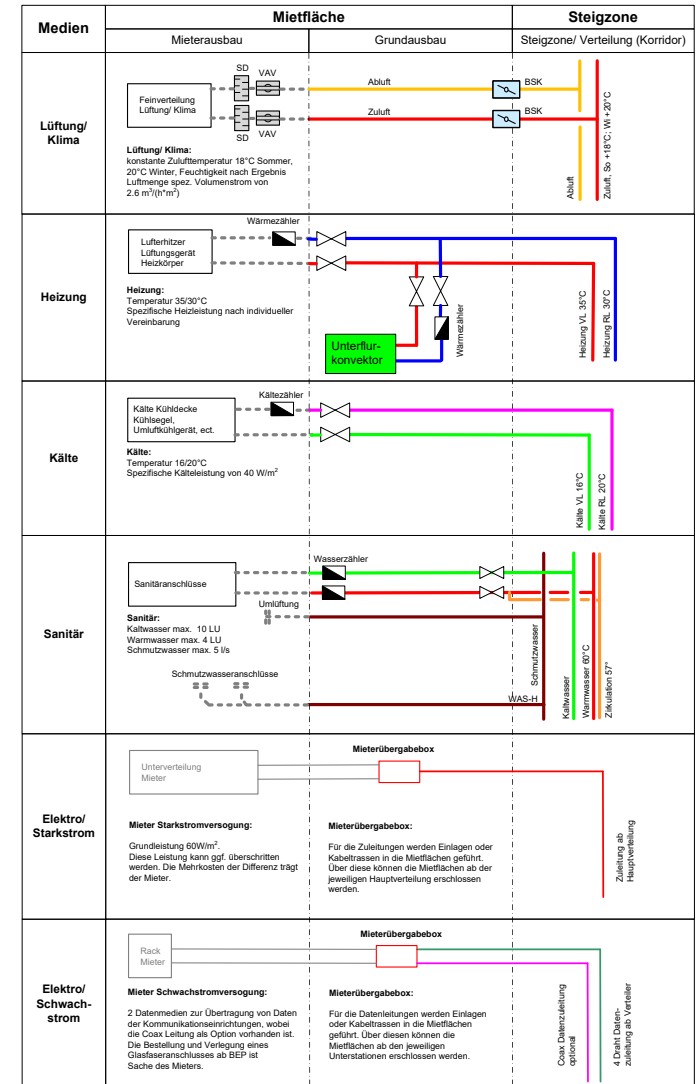 Medien
Mietfläche
Steigzone
Mieterausbau
Grundausbau
Steigzone/ Verteilung (Korridor)
Lüftung/
Klima
Feinverteilung
Lüftung/ Klima
SD
VAV
SD
VAV
Abluft
BSK
Zuluft
BSK
Abluft
Zuluft, So +18°C; Wi +20°C
Lüftung/ Klima:
konstante Zulufttemperatur 18°C Sommer,
20°C Winter, Feuchtigkeit nach Ergebnis
Luftmenge spez. Volumenstrom von
2.6 m³/(h*m²)
Heizung
Wärmezähler
Lufterhitzer
Lüftungsgerät
Heizkörper
Heizung:
Temperatur 35/30°C
Spezifische Heizleistung nach individueller
Vereinbarung
Unterflur-
konvektor
Wärmezähler
Heizung VL 35°C
Heizung RL 30°C
Kälte
Kältezähler
Kälte Kühldecke
Kühlsegel,
Umluftkühlgerät, ect.
Kälte:
Temperatur 16/20°C
Spezifische Kälteleistung von 40 W/m²
Kälte VL 16°C
Kälte RL 20°C
Sanitär
Sanitäranschlüsse
Wasserzähler
Umlüftung
Sanitär:
Kaltwasser max. 10 LU
Warmwasser max. 4 LU
Schmutzwasser max. 5 l/s
Schmutzwasseranschlüsse
WAS-H
Schmutzwasser
Kaltwasser
Warmwasser 60°C
Zirkulation 57°
Elektro/
Starkstrom
Unterverteilung
Mieter
Mieterübergabebox
Mieter Starkstromversogung:
Grundleistung 60W/m².
Diese Leistung kann ggf. überschritten
werden. Die Mehrkosten der Differenz trägt
der Mieter.
Mieterübergabebox:
Für die Zuleitungen werden Einlagen oder
Kabeltrassen in die Mietflächen geführt.
Über diese können die Mietflächen ab der
jeweiligen Hauptverteilung erschlossen
werden.
Zuleitung ab
Hauptverteilung
Elektro/
Schwach-
strom
Rack
Mieter
Mieterübergabebox
Mieter Schwachstromversogung:
2 Datenmedien zur Übertragung von Daten
der Kommunikationseinrichtungen, wobei
die Coax Leitung als Option vorhanden ist.
Die Bestellung und Verlegung eines
Glasfaseranschlusses ab BEP ist
Sache des Mieters.
Mieterübergabebox:
Für die Datenleitungen werden Einlagen
oder Kabeltrassen in die Mietflächen
geführt. Über diesen können die
Mietflächen ab den jeweiligen
Unterstationen erschlossen werden.
Coax Datenzuleitung
optional
4 Draht Daten-
zuleitung ab Verteiler